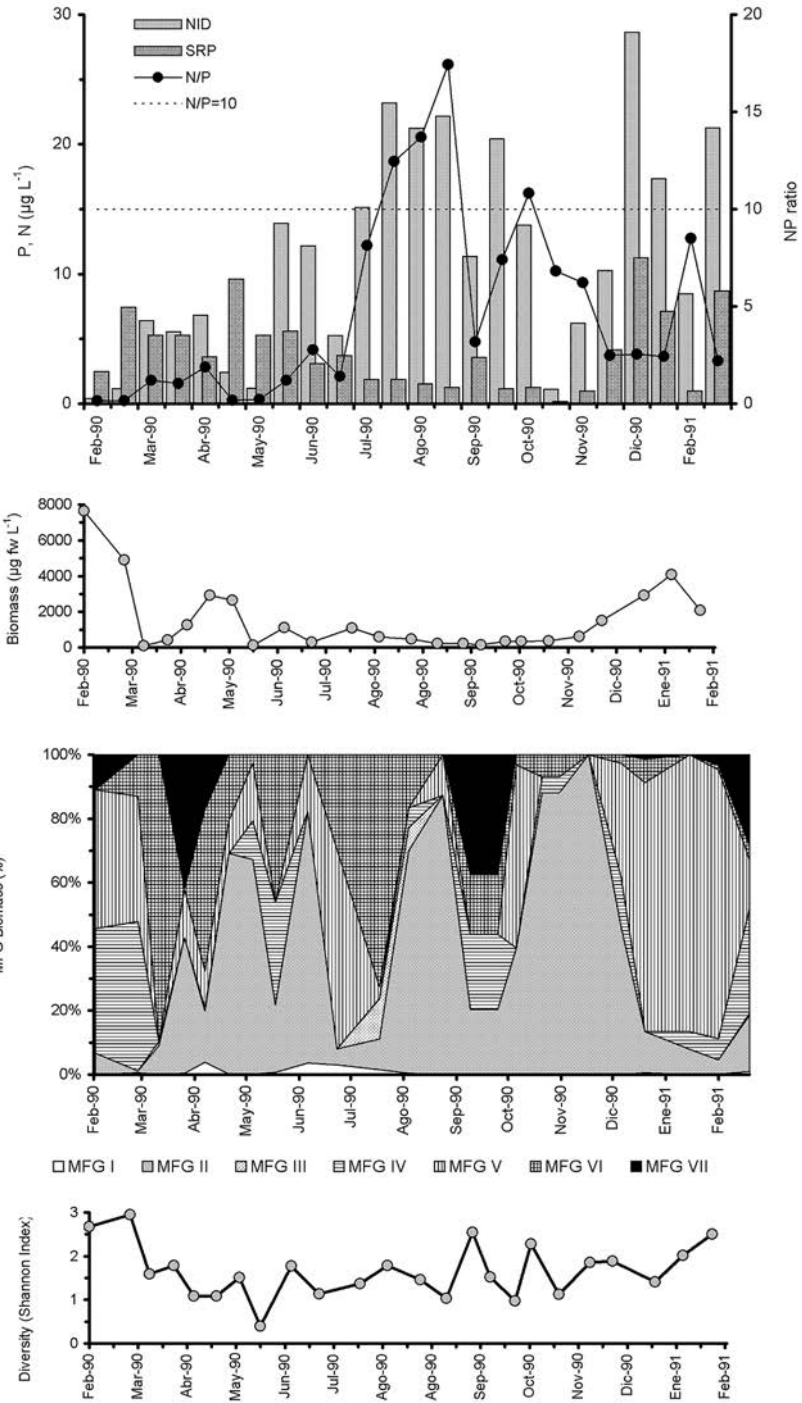 30
20
10
0
P, N (µg L⁻¹)
NID
SRP
N/P
N/P=10
20
15
10
5
0
NP ratio
Feb-90
Mar-90
Apr-90
May-90
Jun-90
Jul-90
Ago-90
Sep-90
Oct-90
Nov-90
Dic-90
Feb-91
8000
6000
4000
2000
0
Biomass (µg fw L⁻¹)
Feb-90
Mar-90
Apr-90
May-90
Jun-90
Jul-90
Ago-90
Ago-90
Sep-90
Oct-90
Nov-90
Dic-90
Ene-91
Feb-91
100%
80%
60%
40%
20%
0%
Biomass (%)
Feb-90
Mar-90
Apr-90
May-90
Jun-90
Jul-90
Ago-90
Sep-90
Oct-90
Nov-90
Dic-90
Ene-91
Feb-91
MFG I MFG II MFG III MFG IV MFG V MFG VI MFG VII
3
2
1
0
Diversity (Shannon Index)
Feb-90
Mar-90
Apr-90
May-90
Jun-90
Jul-90
Ago-90
Ago-90
Sep-90
Oct-90
Nov-90
Dic-90
Ene-91
Feb-91